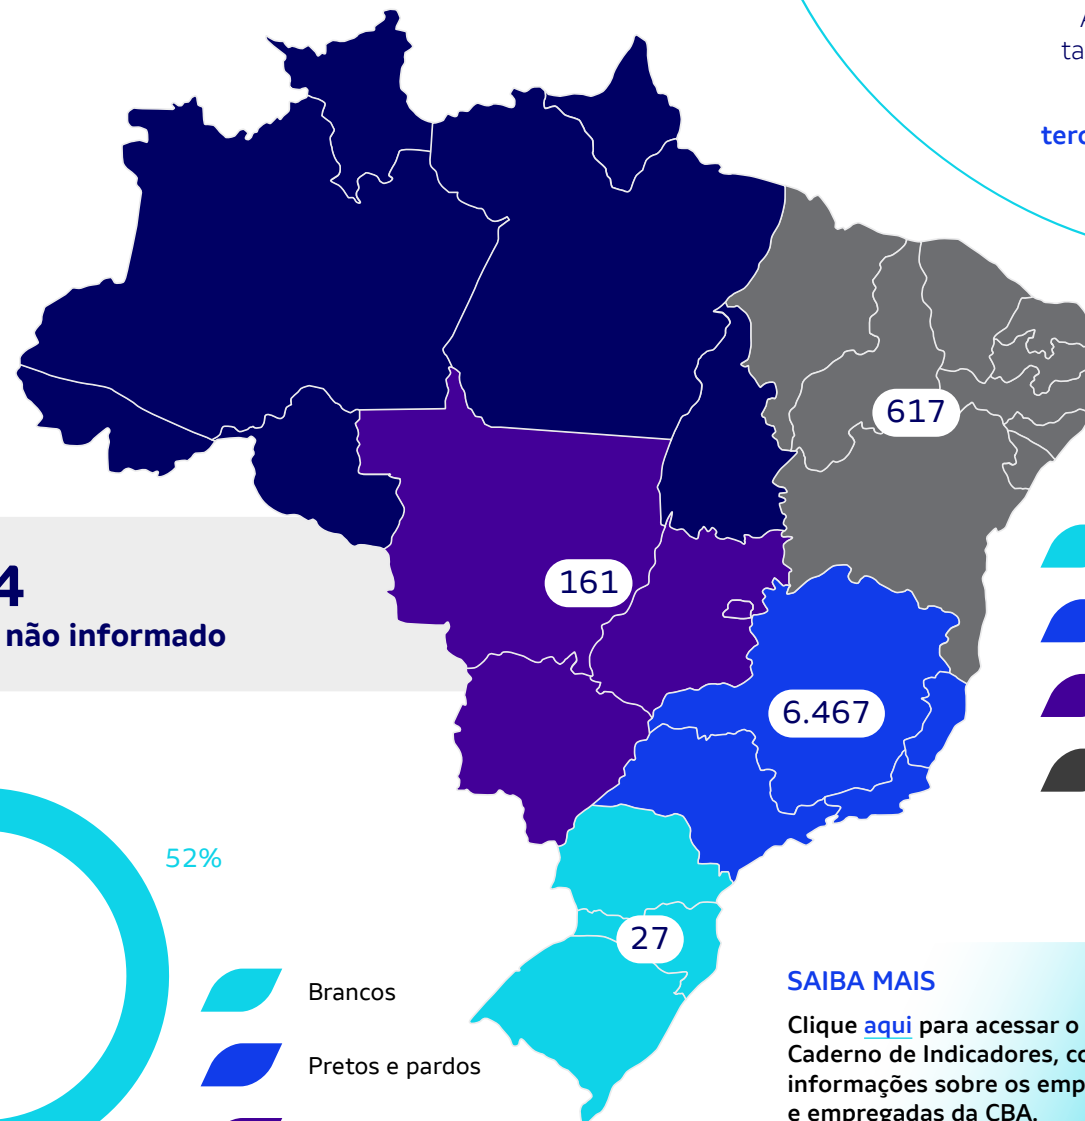 617
161
4
não informado
6.467
52%
27
Brancos
Pretos e pardos
SAIBA MAIS
Clique aqui para acessar o
Caderno de Indicadores, co
informações sobre os emp
e empregadas da CBA.